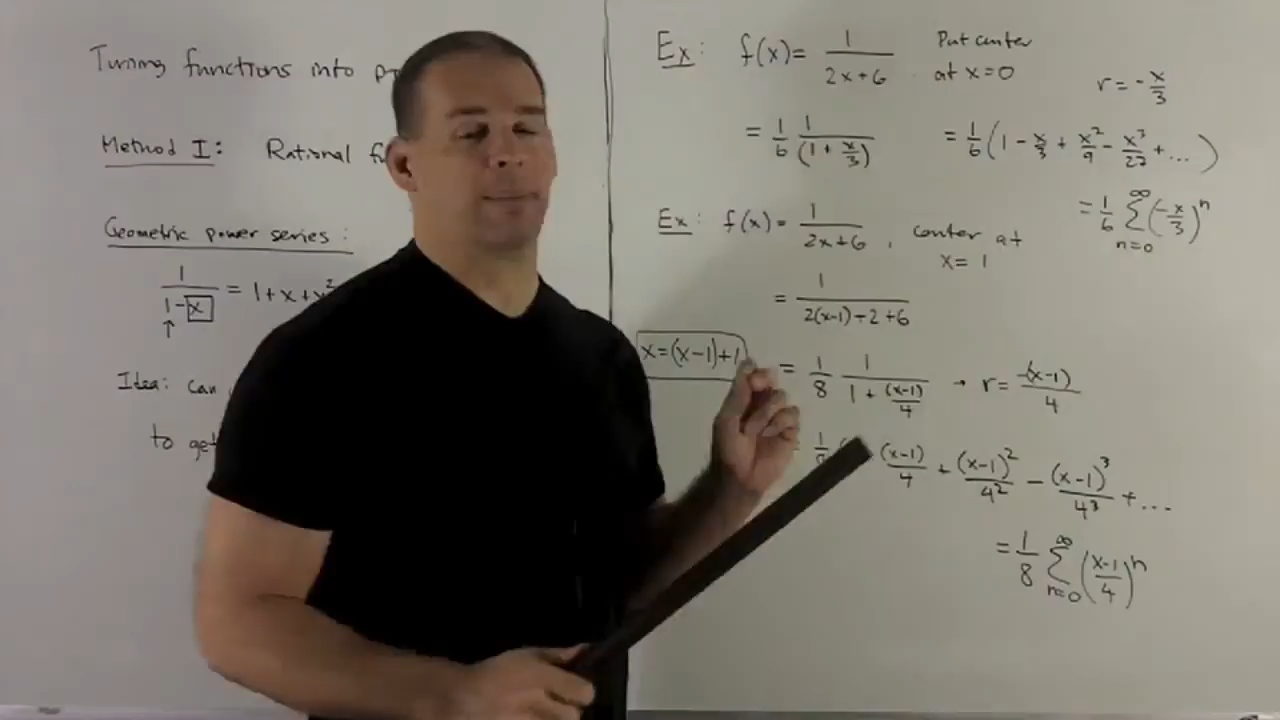 Turning functions into
Method I: Rational
Geometric power series:
1/(1-x) = 1+x+x²
↑
Idea: can
to get
Ex: f(x) = 1/(2x+6) Put center at x=0
r = -x/3
= 1/6 1/(1+x/3) = 1/6 (1 - x/3 + x²/9 - x³/27 + ...)
= 1/6 ∑_{n=0}^{∞} (-x/3)^n
Ex: f(x) = 1/(2x+6), center at x=1
= 1/(2(x-1)+2+6)
x=(x-1)+1
= 1/8 1/(1+(x-1)/4) → r = -(x-1)/4
(x-1)/4 + (x-1)²/4² - (x-1)³/4³ + ...
= 1/8 ∑_{n=0}^{∞} ((x-1)/4)^n